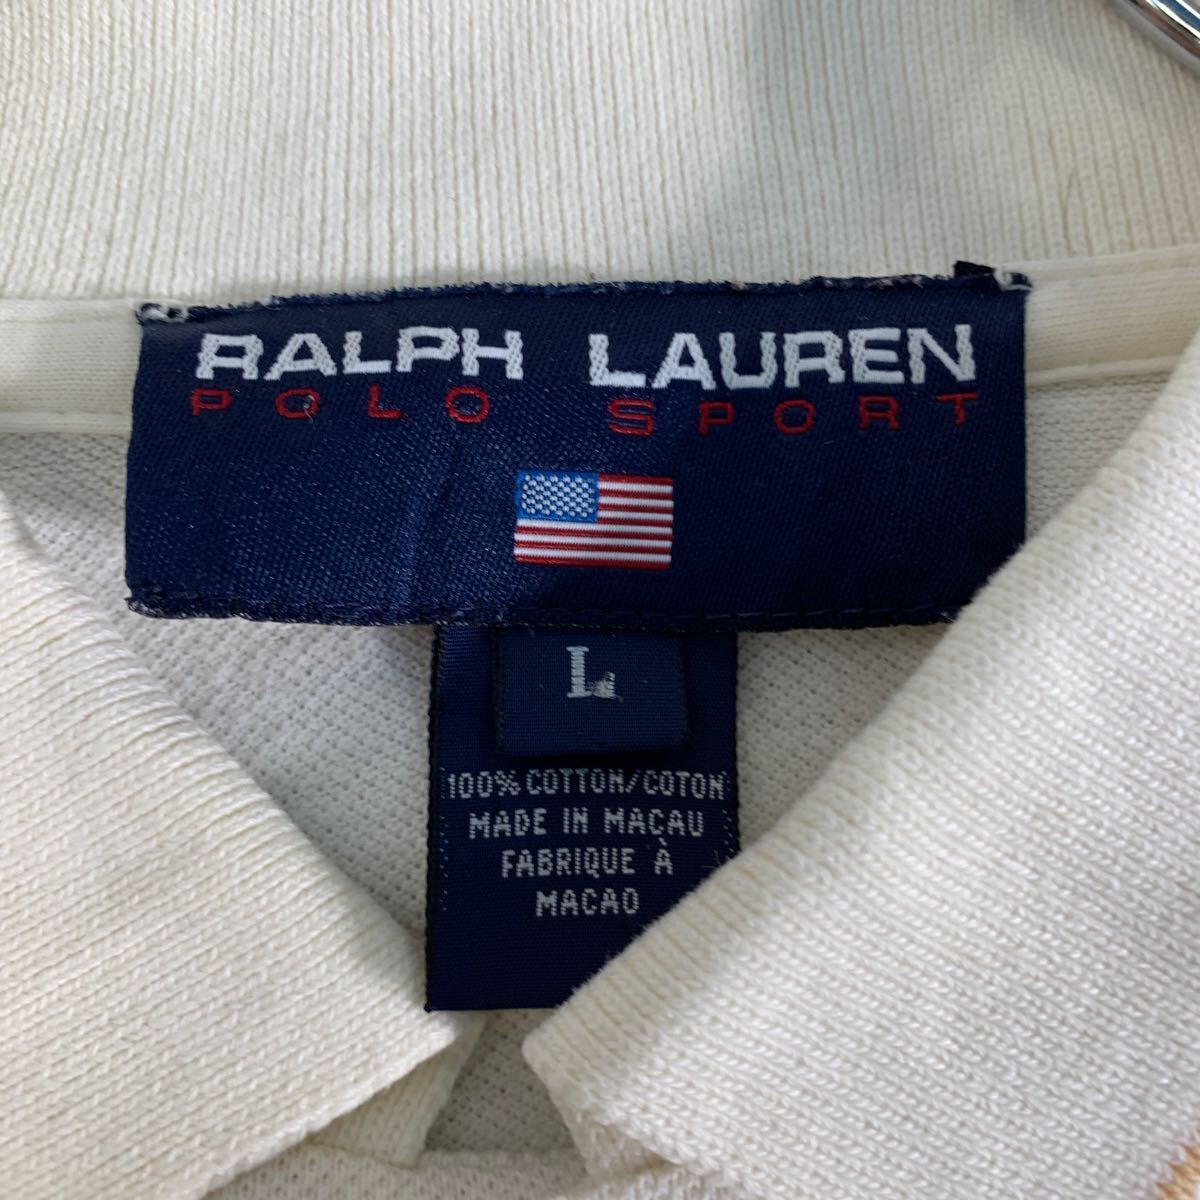 RALPH LAUREN
POLO SPORT
L
100% COTTON/COTON
MADE IN MACAU
FABRIQUE À
MACAO